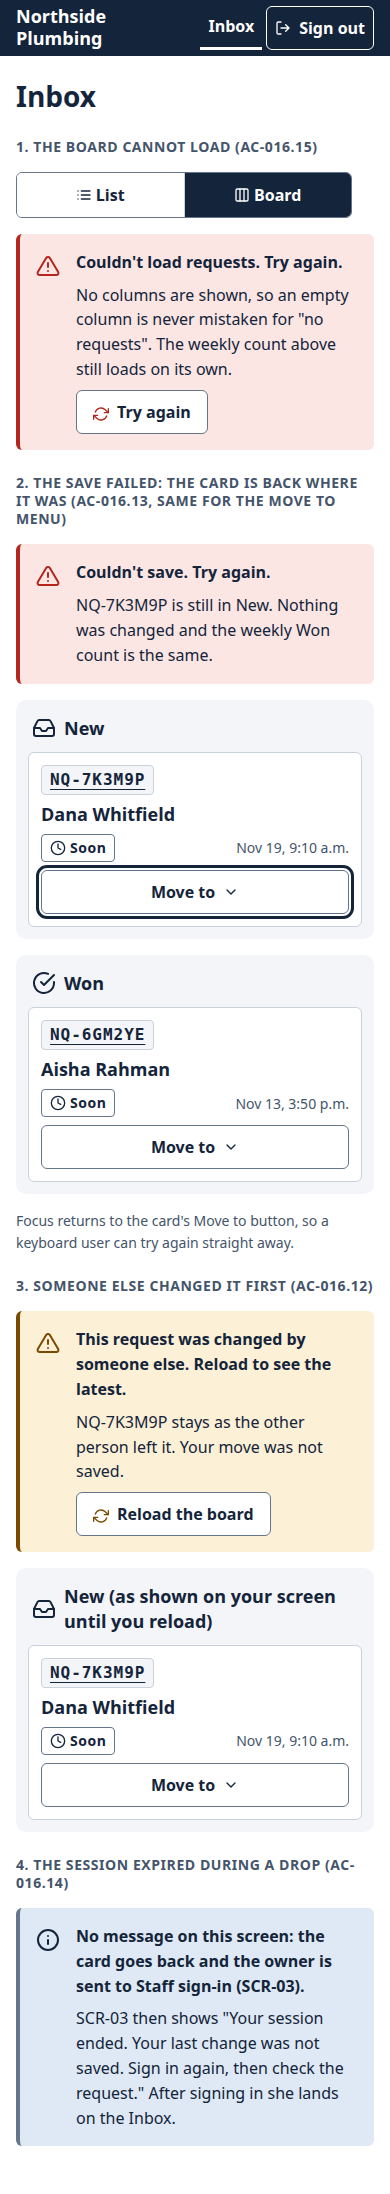 Northside
Plumbing
Inbox
Sign out
Inbox
1. THE BOARD CANNOT LOAD (AC-016.15)
List
Board
Couldn't load requests. Try again.
No columns are shown, so an empty
column is never mistaken for "no
requests". The weekly count above
still loads on its own.
Try again
2. THE SAVE FAILED: THE CARD IS BACK WHERE
IT WAS (AC-016.13, SAME FOR THE MOVE TO
MENU)
Couldn't save. Try again.
NQ-7K3M9P is still in New. Nothing
was changed and the weekly Won
count is the same.
New
NQ-7K3M9P
Dana Whitfield
Soon
Nov 19, 9:10 a.m.
Move to
Won
NQ-6GM2YE
Aisha Rahman
Soon
Nov 13, 3:50 p.m.
Move to
Focus returns to the card's Move to button, so a
keyboard user can try again straight away.
3. SOMEONE ELSE CHANGED IT FIRST (AC-016.12)
This request was changed by
someone else. Reload to see the
latest.
NQ-7K3M9P stays as the other
person left it. Your move was not
saved.
Reload the board
New (as shown on your screen
until you reload)
NQ-7K3M9P
Dana Whitfield
Soon
Nov 19, 9:10 a.m.
Move to
4. THE SESSION EXPIRED DURING A DROP (AC-
016.14)
No message on this screen: the
card goes back and the owner is
sent to Staff sign-in (SCR-03).
SCR-03 then shows "Your session
ended. Your last change was not
saved. Sign in again, then check the
request." After signing in she lands
on the Inbox.